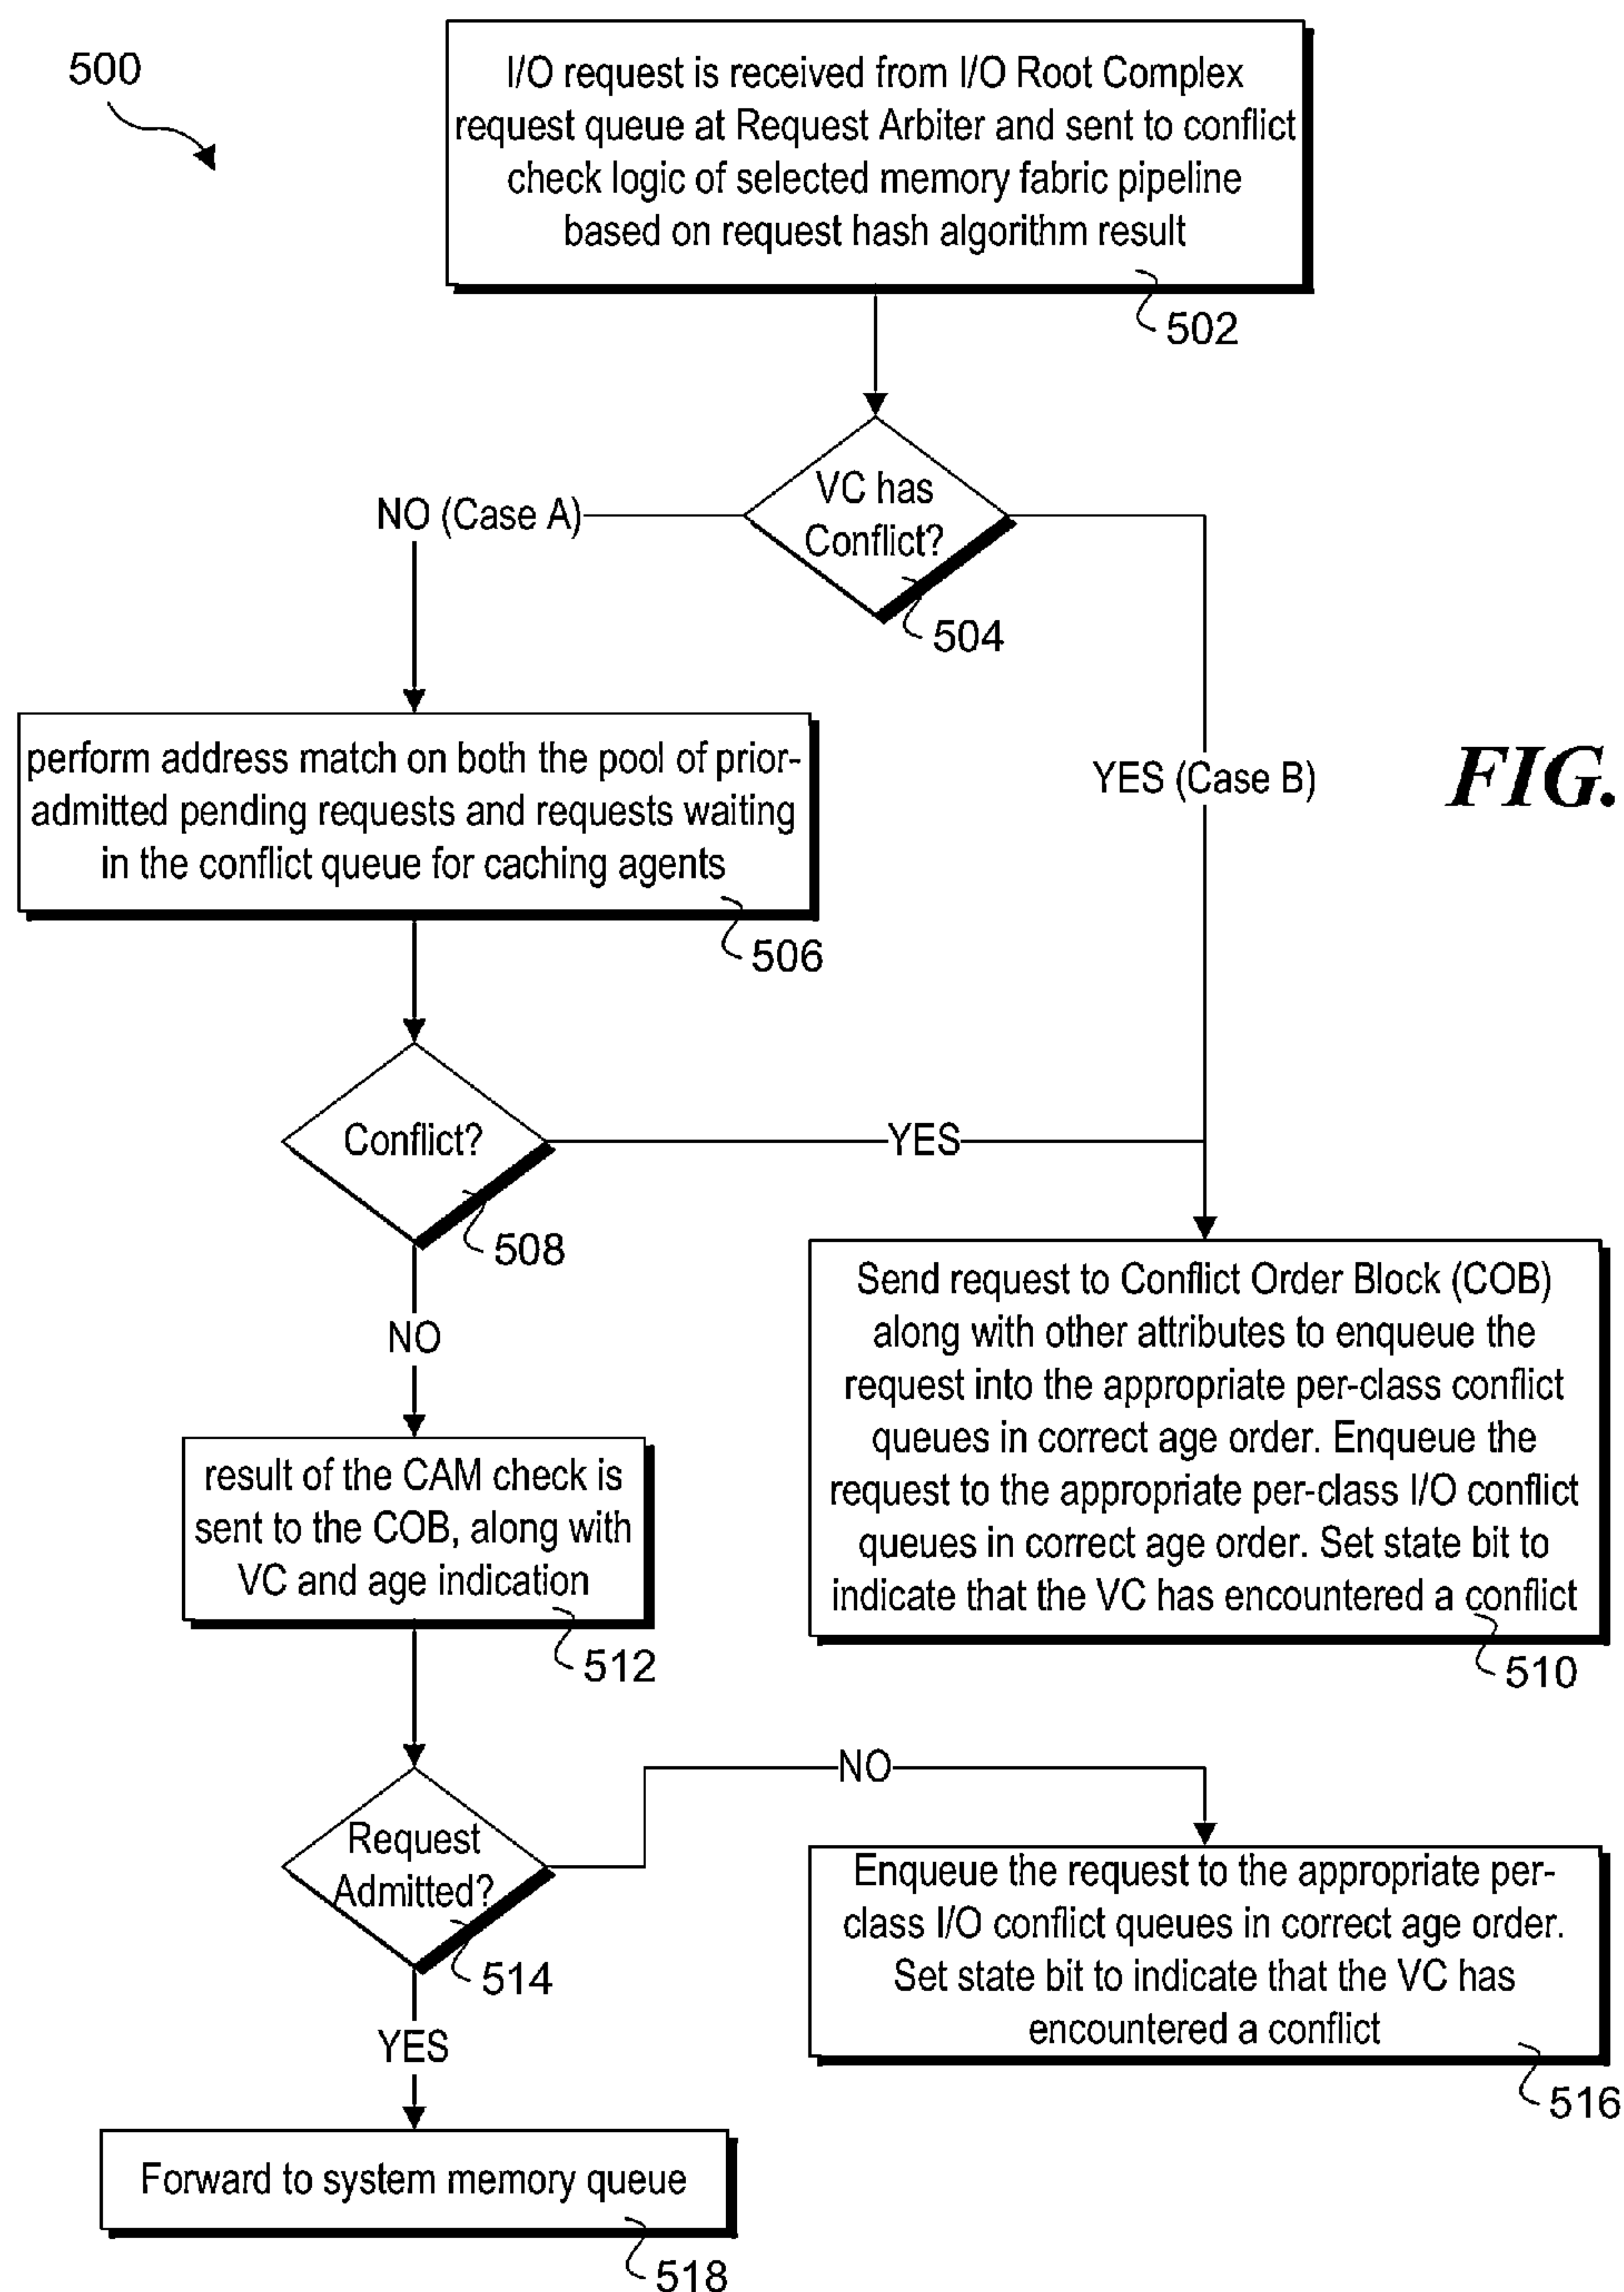 500
I/O request is received from I/O Root Complex
request queue at Request Arbiter and sent to conflict
check logic of selected memory fabric pipeline
based on request hash algorithm result
502
VC has
Conflict?
504
NO (Case A)
YES (Case B)
FIG.
perform address match on both the pool of prior-
admitted pending requests and requests waiting
in the conflict queue for caching agents
506
Conflict?
508
YES
NO
Send request to Conflict Order Block (COB)
along with other attributes to enqueue the
request into the appropriate per-class conflict
queues in correct age order. Enqueue the
request to the appropriate per-class I/O conflict
queues in correct age order. Set state bit to
indicate that the VC has encountered a conflict
510
result of the CAM check is
sent to the COB, along with
VC and age indication
512
Request
Admitted?
514
NO
YES
Enqueue the request to the appropriate per-
class I/O conflict queues in correct age order.
Set state bit to indicate that the VC has
encountered a conflict
516
Forward to system memory queue
518